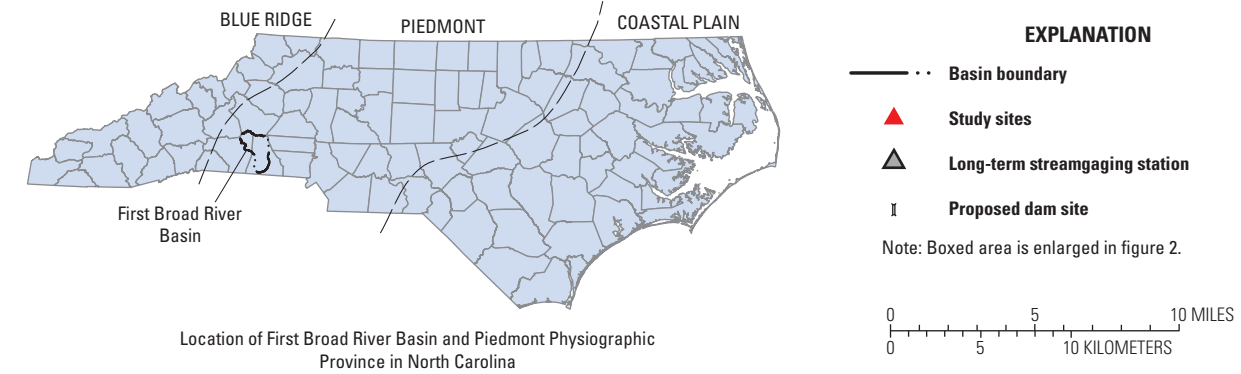 BLUE RIDGE
PIEDMONT
COASTAL PLAIN
First Broad River
Basin
Location of First Broad River Basin and Piedmont Physiographic
Province in North Carolina
EXPLANATION
Basin boundary
Study sites
Long-term streamgaging station
Proposed dam site
Note: Boxed area is enlarged in figure 2.
0 5 10 MILES
0 5 10 KILOMETERS